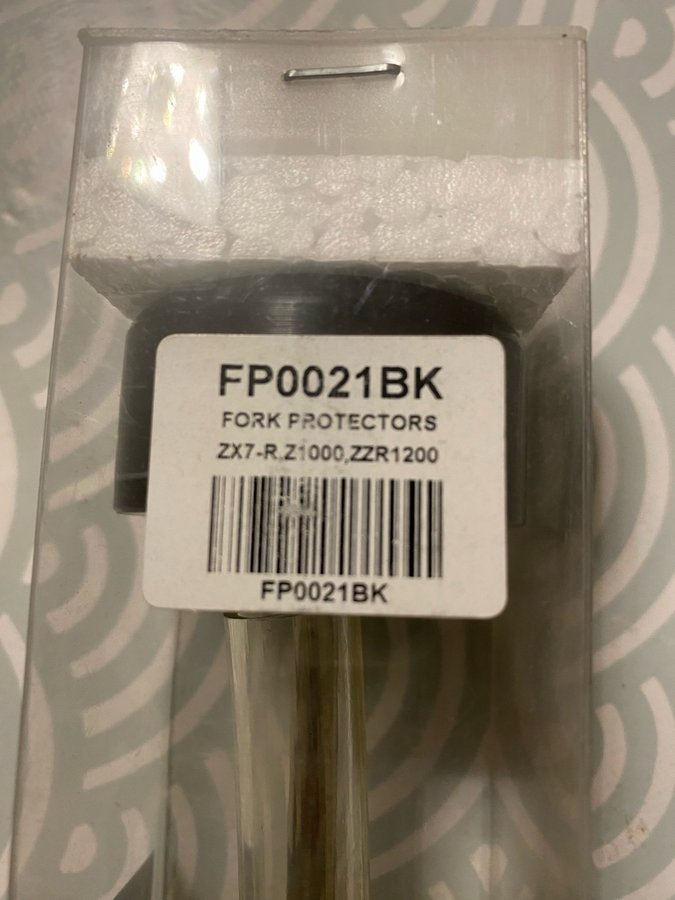 FP0021BK
FORK PROTECTORS
ZX7-R,Z1000,ZZR1200
FP0021BK